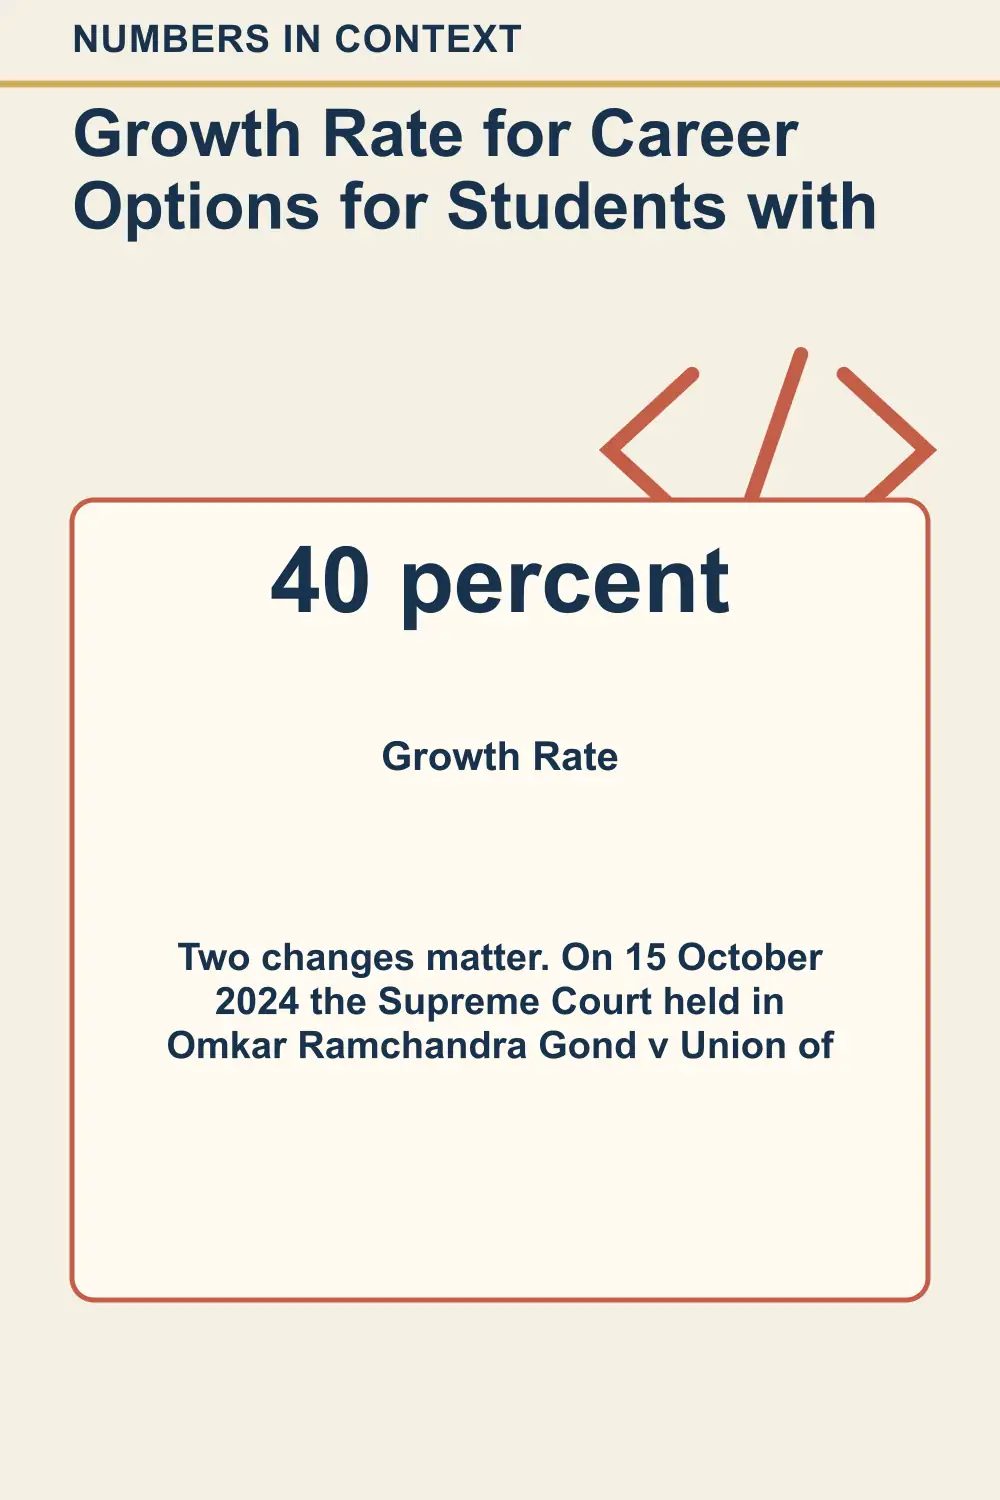 NUMBERS IN CONTEXT
Growth Rate for Career
Options for Students with
40 percent
Growth Rate
Two changes matter. On 15 October
2024 the Supreme Court held in
Omkar Ramchandra Gond v Union of